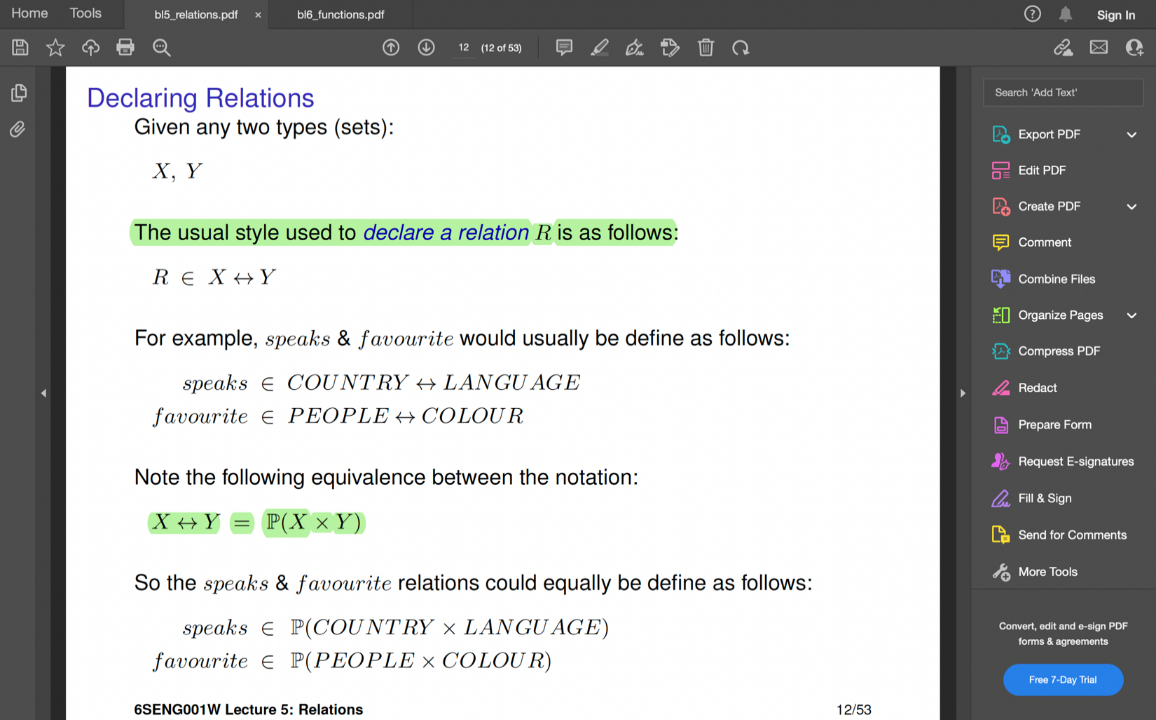 Home Tools bl5_relations.pdf × bl6_functions.pdf ? Sign In
12 (12 of 53)
Declaring Relations
Given any two types (sets):
X, Y
The usual style used to declare a relation R is as follows:
R ∈ X ↔ Y
For example, speaks & favourite would usually be define as follows:
speaks ∈ COUNTRY ↔ LANGUAGE
favourite ∈ PEOPLE ↔ COLOUR
Note the following equivalence between the notation:
X ↔ Y = ℙ(X × Y)
So the speaks & favourite relations could equally be define as follows:
speaks ∈ ℙ(COUNTRY × LANGUAGE)
favourite ∈ ℙ(PEOPLE × COLOUR)
6SENG001W Lecture 5: Relations 12/53
Search 'Add Text'
Export PDF
Edit PDF
Create PDF
Comment
Combine Files
Organize Pages
Compress PDF
Redact
Prepare Form
Request E-signatures
Fill & Sign
Send for Comments
More Tools
Convert, edit and e-sign PDF
forms & agreements
Free 7-Day Trial